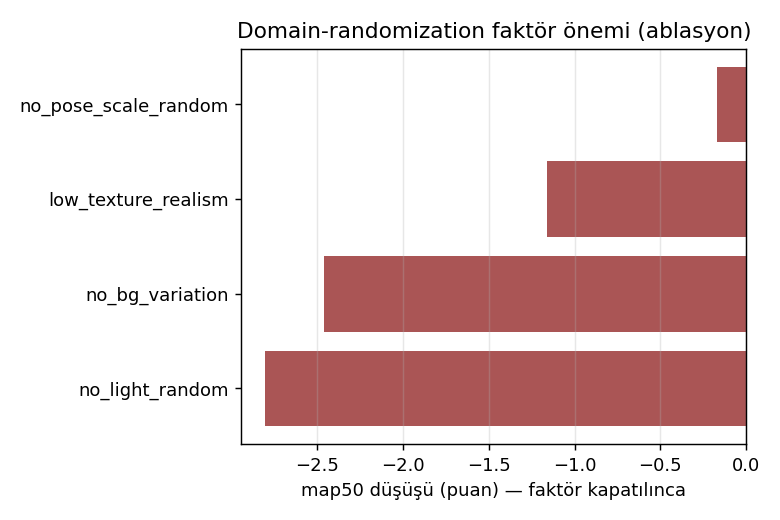 Domain-randomization faktör önemi (ablasyon)
no_pose_scale_random
low_texture_realism
no_bg_variation
no_light_random
−2.5 −2.0 −1.5 −1.0 −0.5 0.0
map50 düşüşü (puan) — faktör kapatılınca